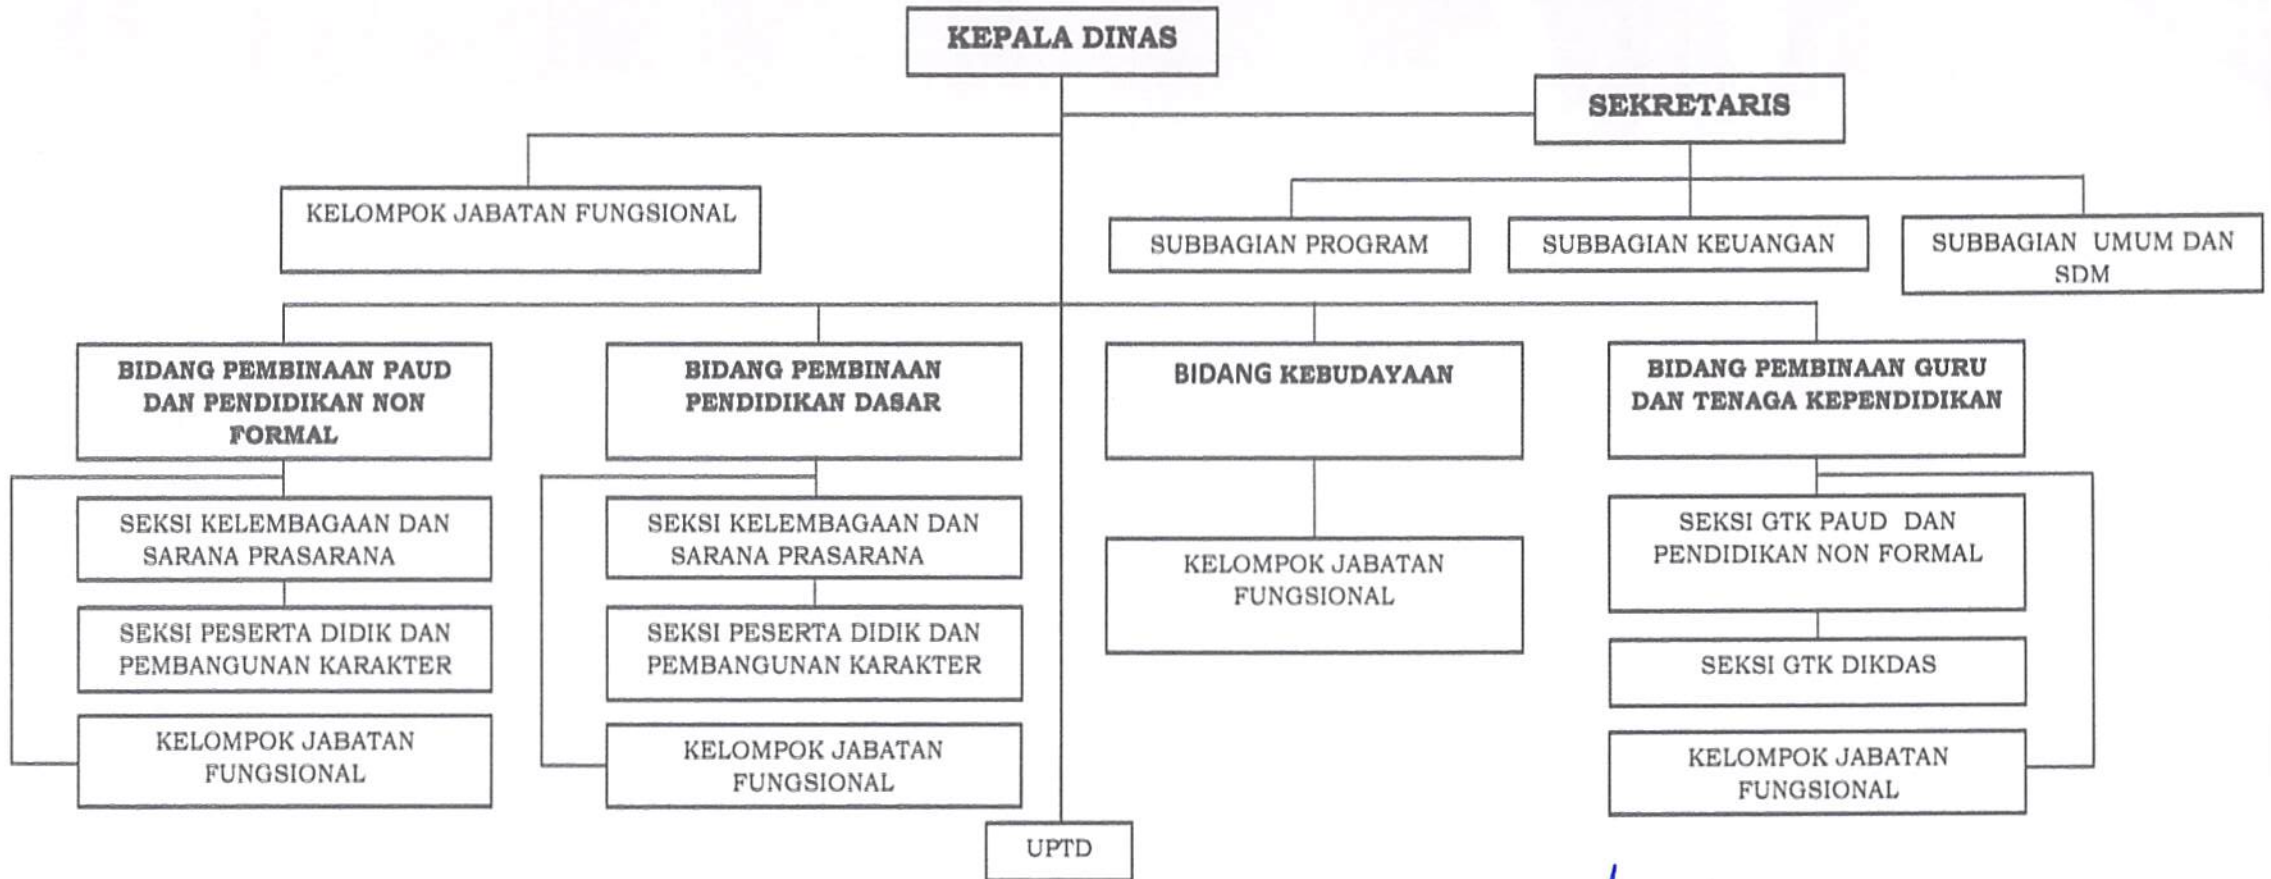 KEPALA DINAS
SEKRETARIS
KELOMPOK JABATAN FUNGSIONAL
SUBBAGIAN PROGRAM
SUBBAGIAN KEUANGAN
SUBBAGIAN UMUM DAN
SDM
BIDANG PEMBINAAN PAUD
DAN PENDIDIKAN NON
FORMAL
BIDANG PEMBINAAN
PENDIDIKAN DASAR
BIDANG KEBUDAYAAN
BIDANG PEMBINAAN GURU
DAN TENAGA KEPENDIDIKAN
SEKSI KELEMBAGAAN DAN
SARANA PRASARANA
SEKSI KELEMBAGAAN DAN
SARANA PRASARANA
KELOMPOK JABATAN
FUNGSIONAL
SEKSI GTK PAUD DAN
PENDIDIKAN NON FORMAL
SEKSI PESERTA DIDIK DAN
PEMBANGUNAN KARAKTER
SEKSI PESERTA DIDIK DAN
PEMBANGUNAN KARAKTER
SEKSI GTK DIKDAS
KELOMPOK JABATAN
FUNGSIONAL
KELOMPOK JABATAN
FUNGSIONAL
KELOMPOK JABATAN
FUNGSIONAL
UPTD